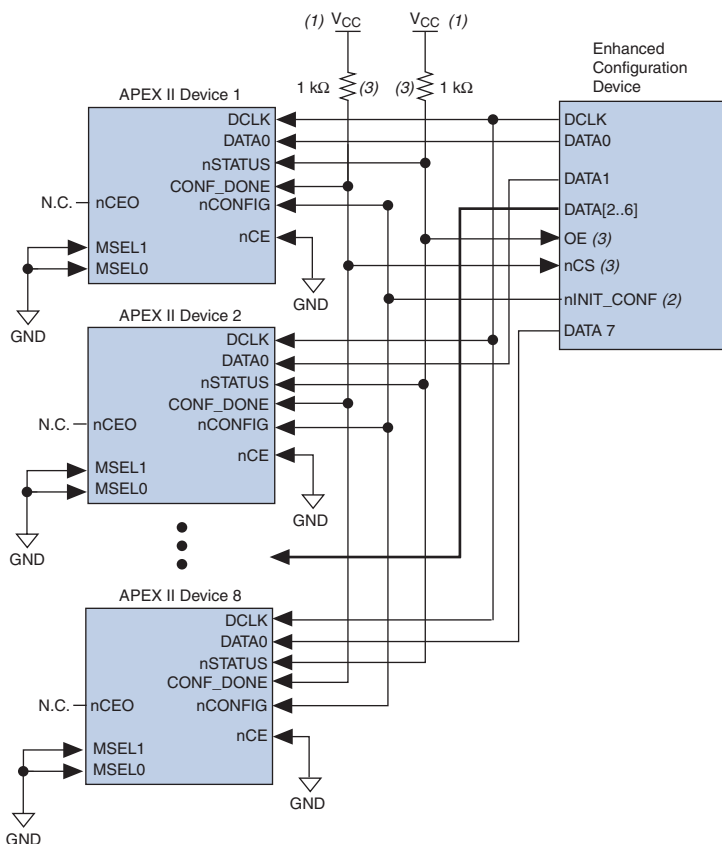 (1) VCC VCC (1)
1 kΩ (3) (3) 1 kΩ
Enhanced
Configuration
Device
DCLK
DATA0
DATA1
DATA[2..6]
OE (3)
nCS (3)
nINIT_CONF (2)
DATA 7
APEX II Device 1
DCLK
DATA0
nSTATUS
CONF_DONE
nCONFIG
nCE
N.C. nCEO
MSEL1
MSEL0
GND
GND
APEX II Device 2
DCLK
DATA0
nSTATUS
CONF_DONE
nCONFIG
nCE
N.C. nCEO
MSEL1
MSEL0
GND
GND
APEX II Device 8
DCLK
DATA0
nSTATUS
CONF_DONE
nCONFIG
nCE
N.C. nCEO
MSEL1
MSEL0
GND
GND